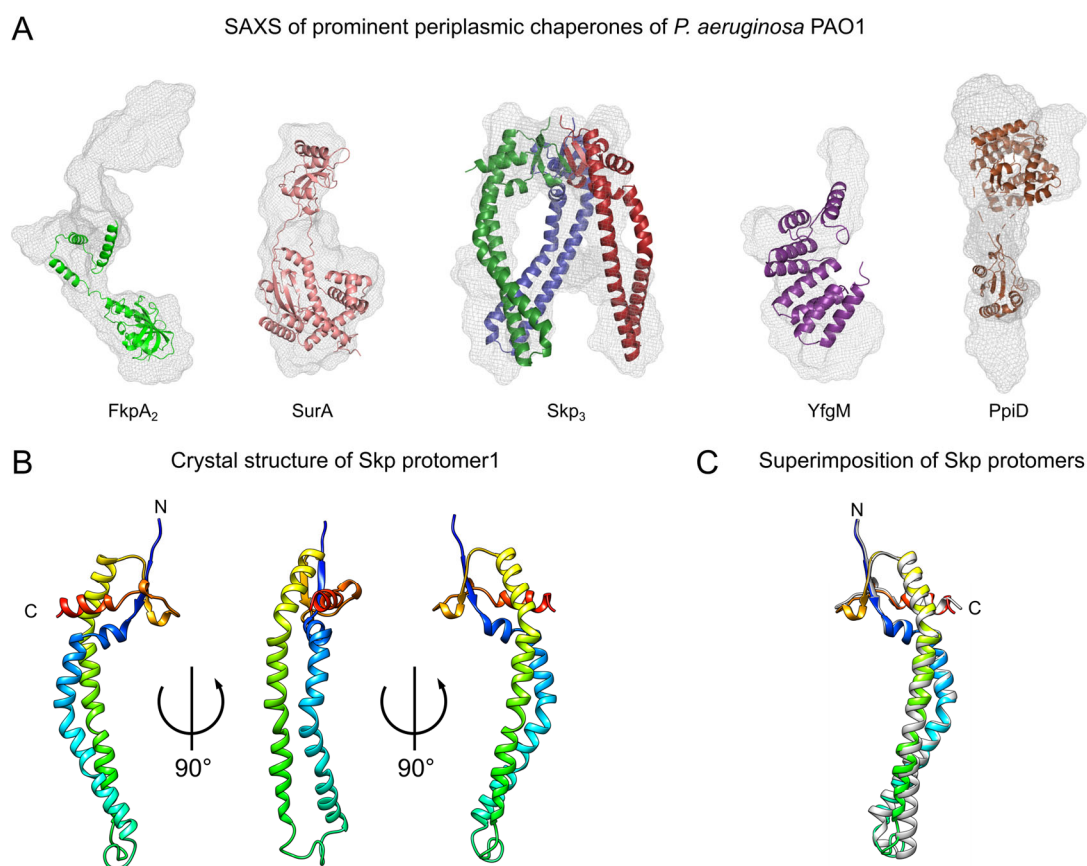 A
SAXS of prominent periplasmic chaperones of P. aeruginosa PAO1
FkpA₂
SurA
Skp₃
YfgM
PpiD
B
Crystal structure of Skp protomer1
C
Superimposition of Skp protomers
N
C
90°
90°
N
C